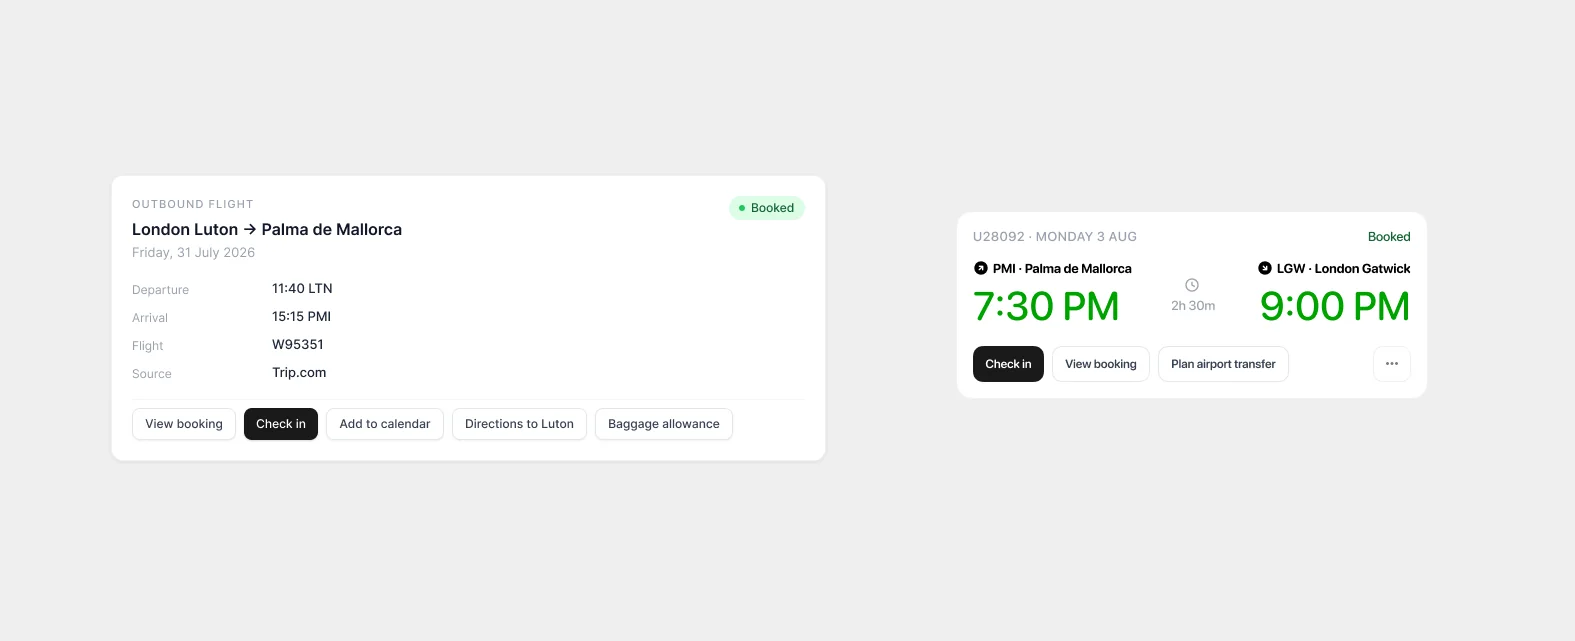 OUTBOUND FLIGHT
Booked
London Luton → Palma de Mallorca
Friday, 31 July 2026
Departure 11:40 LTN
Arrival 15:15 PMI
Flight W95351
Source Trip.com
View booking Check in Add to calendar Directions to Luton Baggage allowance
U28092 · MONDAY 3 AUG Booked
PMI · Palma de Mallorca LGW · London Gatwick
7:30 PM 2h 30m 9:00 PM
Check in View booking Plan airport transfer